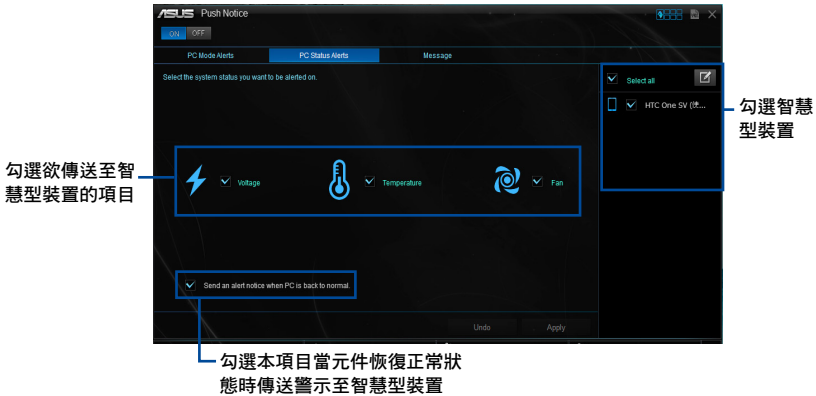 ASUS Push Notice
ON OFF
PC Mode Alerts PC Status Alerts Message
Select the system status you want to be alerted on.
Select all
HTC One SV (使...
勾選智慧
型裝置
勾選欲傳送至智
慧型裝置的項目
Voltage Temperature Fan
Send an alert notice when PC is back to normal.
Undo Apply
勾選本項目當元件恢復正常狀
態時傳送警示至智慧型裝置